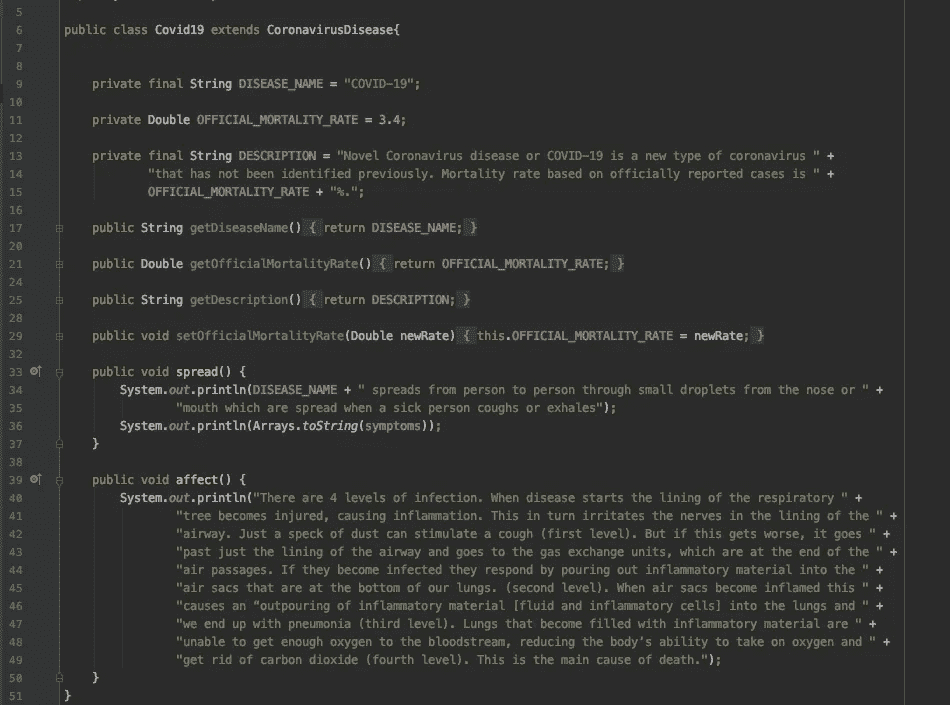 5
6 public class Covid19 extends CoronavirusDisease{
7
8
9 private final String DISEASE_NAME = "COVID-19";
10
11 private Double OFFICIAL_MORTALITY_RATE = 3.4;
12
13 private final String DESCRIPTION = "Novel Coronavirus disease or COVID-19 is a new type of coronavirus " +
14 "that has not been identified previously. Mortality rate based on officially reported cases is " +
15 OFFICIAL_MORTALITY_RATE + "%.";
16
17 public String getDiseaseName() { return DISEASE_NAME; }
20
21 public Double getOfficialMortalityRate() { return OFFICIAL_MORTALITY_RATE; }
24
25 public String getDescription() { return DESCRIPTION; }
28
29 public void setOfficialMortalityRate(Double newRate) { this.OFFICIAL_MORTALITY_RATE = newRate; }
32
33 public void spread() {
34 System.out.println(DISEASE_NAME + " spreads from person to person through small droplets from the nose or " +
35 "mouth which are spread when a sick person coughs or exhales");
36 System.out.println(Arrays.toString(symptoms));
37 }
38
39 public void affect() {
40 System.out.println("There are 4 levels of infection. When disease starts the lining of the respiratory " +
41 "tree becomes injured, causing inflammation. This in turn irritates the nerves in the lining of the " +
42 "airway. Just a speck of dust can stimulate a cough (first level). But if this gets worse, it goes " +
43 "past just the lining of the airway and goes to the gas exchange units, which are at the end of the " +
44 "air passages. If they become infected they respond by pouring out inflammatory material into the " +
45 "air sacs that are at the bottom of our lungs. (second level). When air sacs become inflamed this " +
46 "causes an “outpouring of inflammatory material [fluid and inflammatory cells] into the lungs and " +
47 "we end up with pneumonia (third level). Lungs that become filled with inflammatory material are " +
48 "unable to get enough oxygen to the bloodstream, reducing the body’s ability to take on oxygen and " +
49 "get rid of carbon dioxide (fourth level). This is the main cause of death.");
50 }
51 }